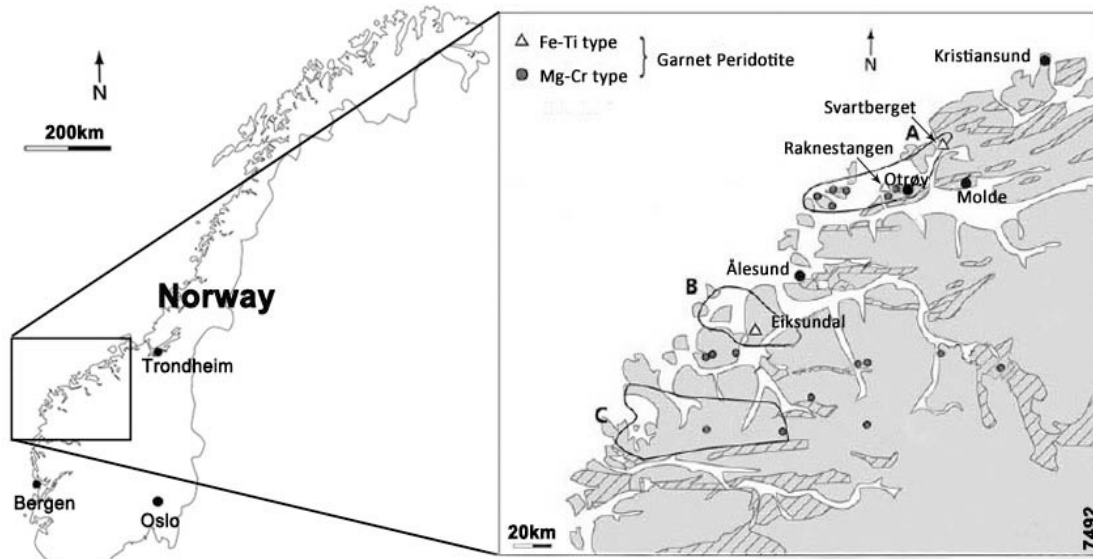 N
200km
Norway
Trondheim
Bergen
Oslo
Fe-Ti type
Mg-Cr type
Garnet Peridotite
N
Kristiansund
Svartberget
A
Raknestangen
Otrøy
Molde
Ålesund
B
Eiksundal
C
20km
7492